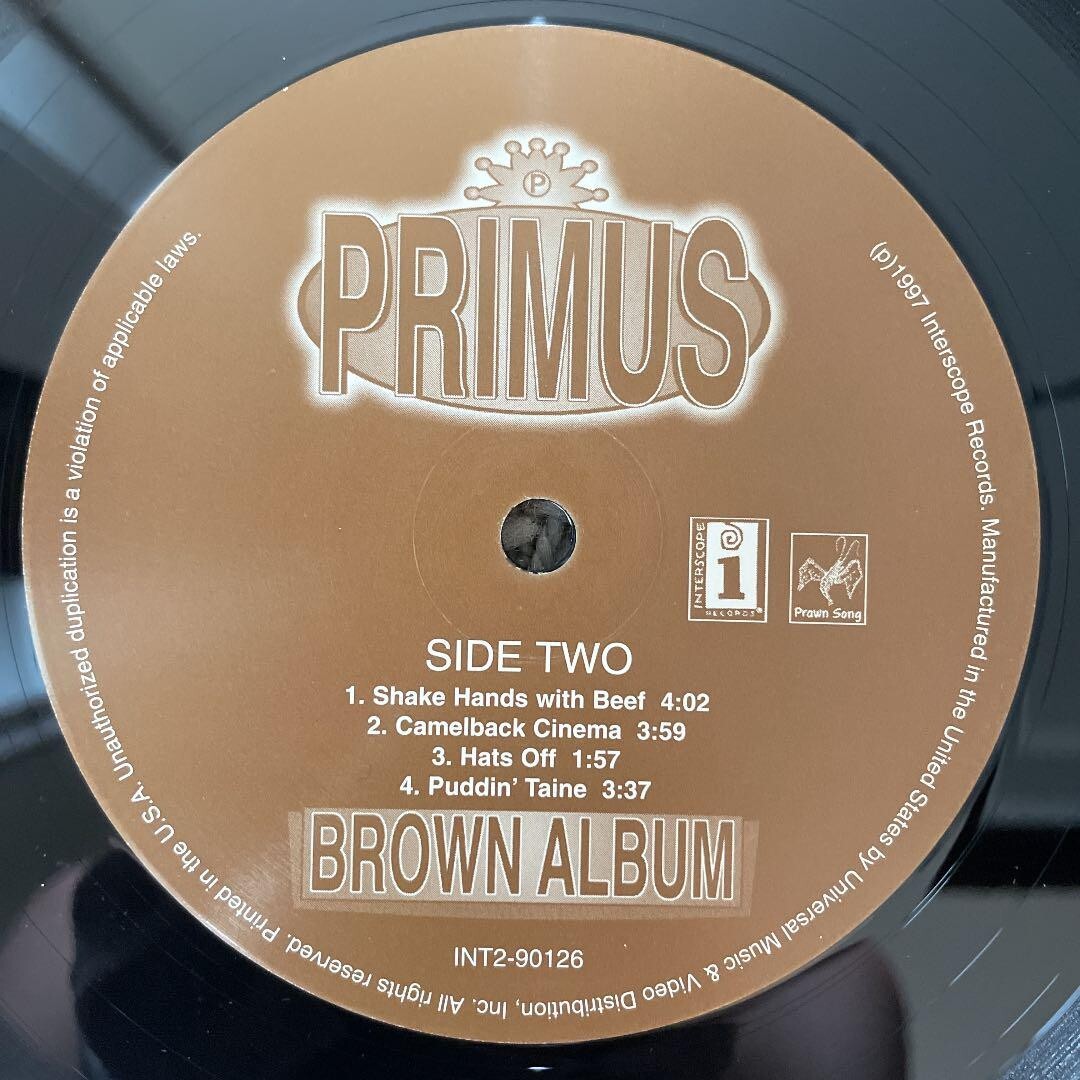 P
PRIMUS
INTERSCOPE
i
RECORDS®
Prawn Song
SIDE TWO
1. Shake Hands with Beef 4:02
2. Camelback Cinema 3:59
3. Hats Off 1:57
4. Puddin' Taine 3:37
BROWN ALBUM
INT2-90126
(p)1997 Interscope Records. Manufactured in the United States by Universal Music & Video Distribution, Inc. All rights reserved. Printed in the U.S.A. Unauthorized duplication is a violation of applicable laws.